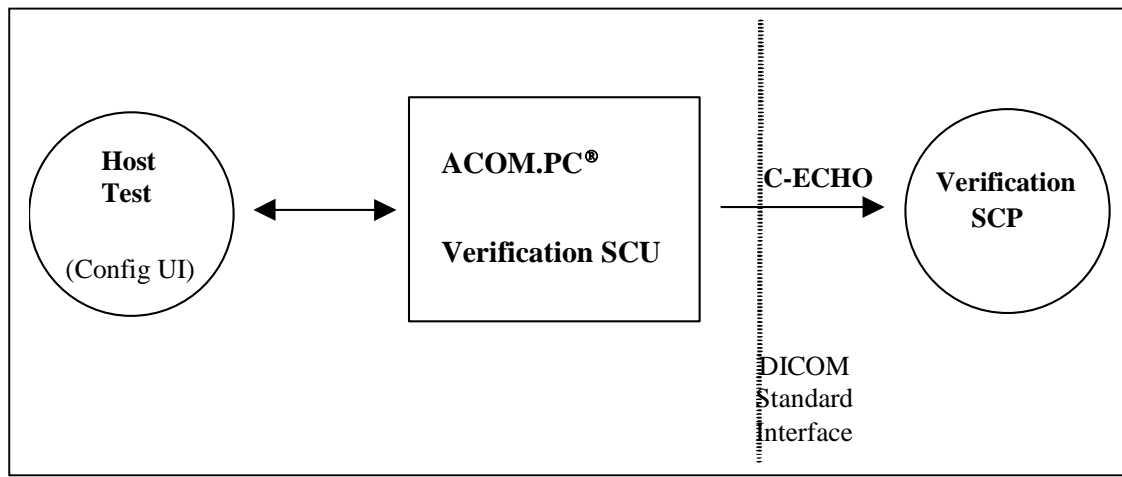 Host
Test
(Config UI)
ACOM.PC®
Verification SCU
C-ECHO
Verification
SCP
DICOM
Standard
Interface